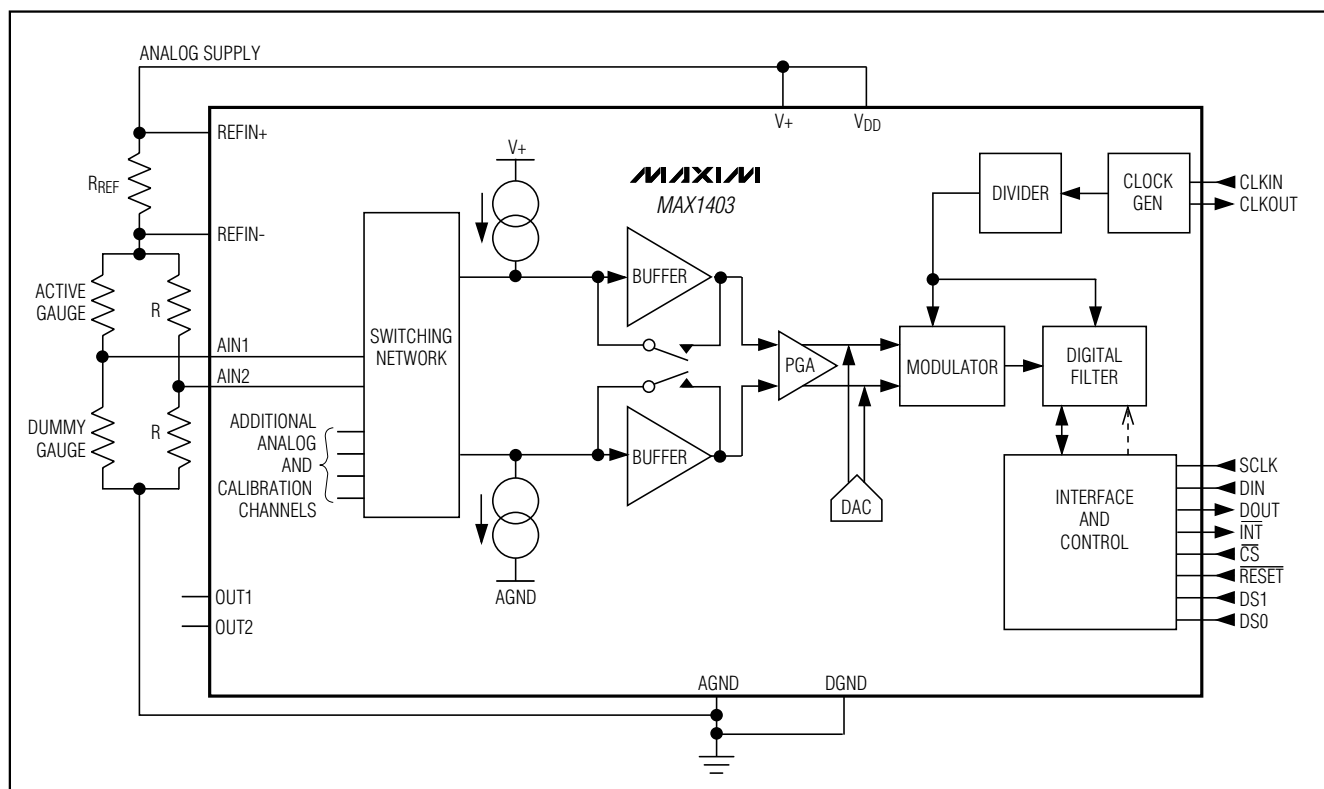 ANALOG SUPPLY
V+
VDD
REFIN+
RREF
REFIN-
ACTIVE
GAUGE
R
AIN1
AIN2
DUMMY
GAUGE
R
ADDITIONAL
ANALOG
AND
CALIBRATION
CHANNELS
OUT1
OUT2
SWITCHING
NETWORK
V+
AGND
MAXIM
MAX1403
BUFFER
BUFFER
PGA
DAC
DIVIDER
CLOCK
GEN
CLKIN
CLKOUT
MODULATOR
DIGITAL
FILTER
INTERFACE
AND
CONTROL
SCLK
DIN
DOUT
INT
CS
RESET
DS1
DS0
AGND
DGND